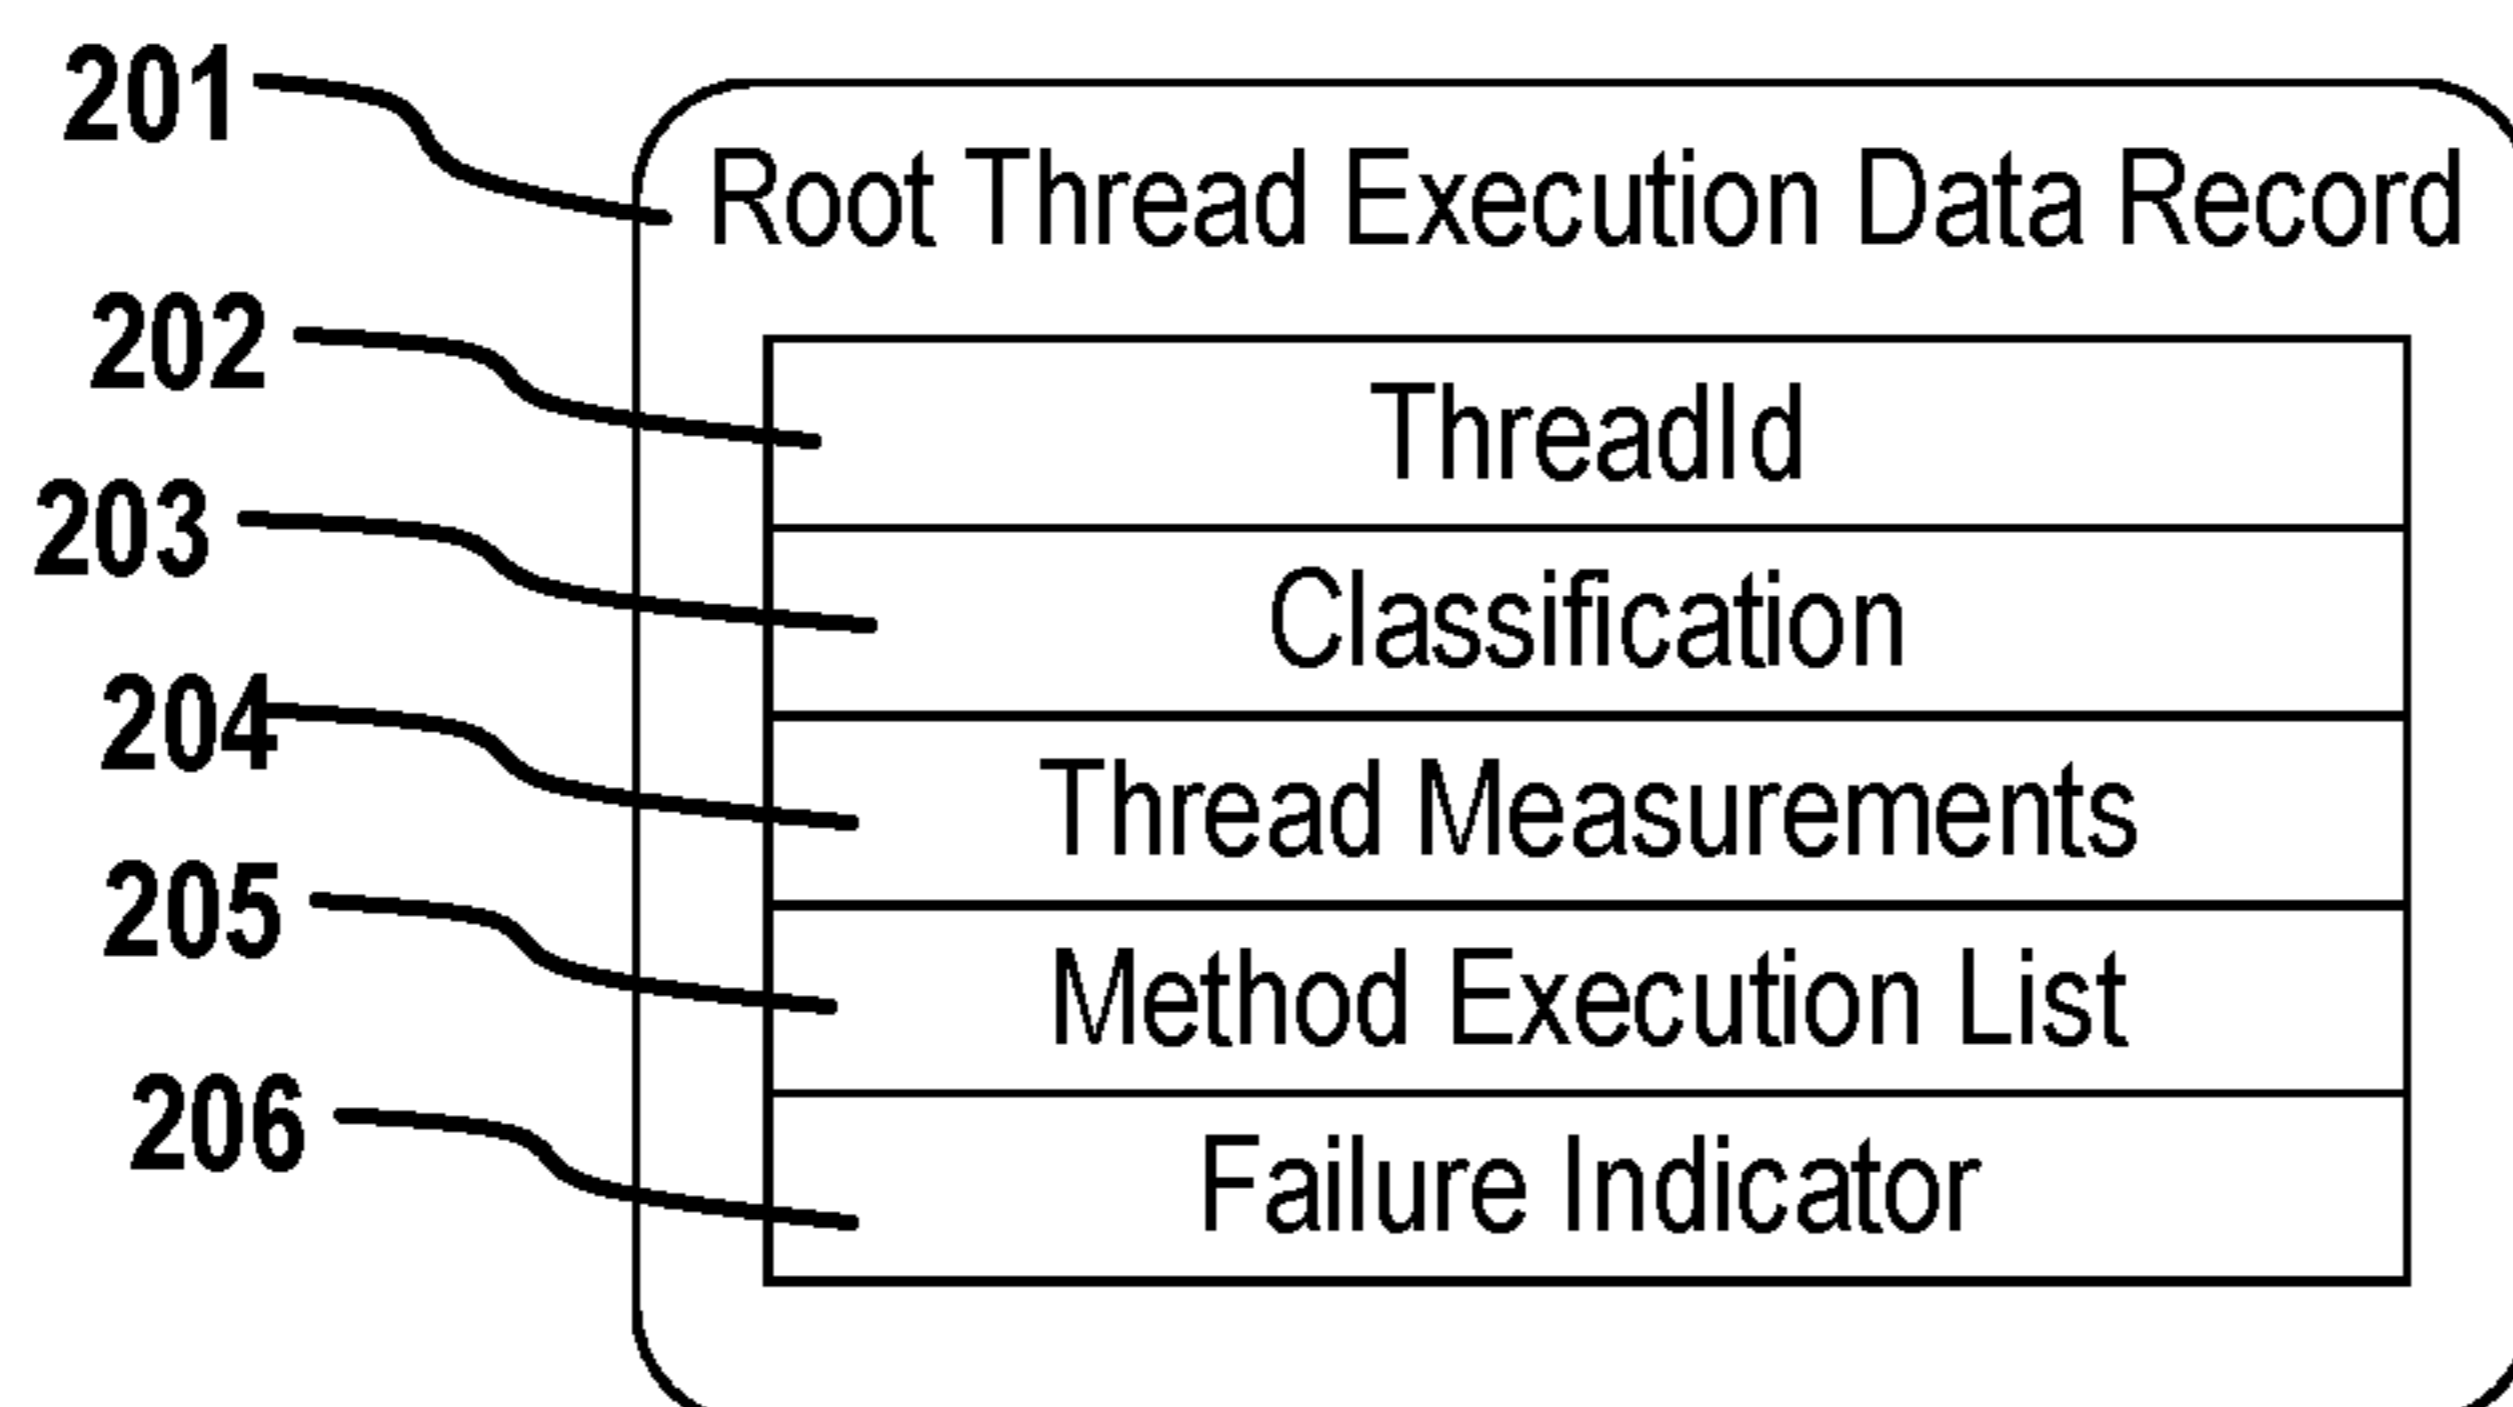 201
Root Thread Execution Data Record
202
ThreadId
203
Classification
204
Thread Measurements
205
Method Execution List
206
Failure Indicator